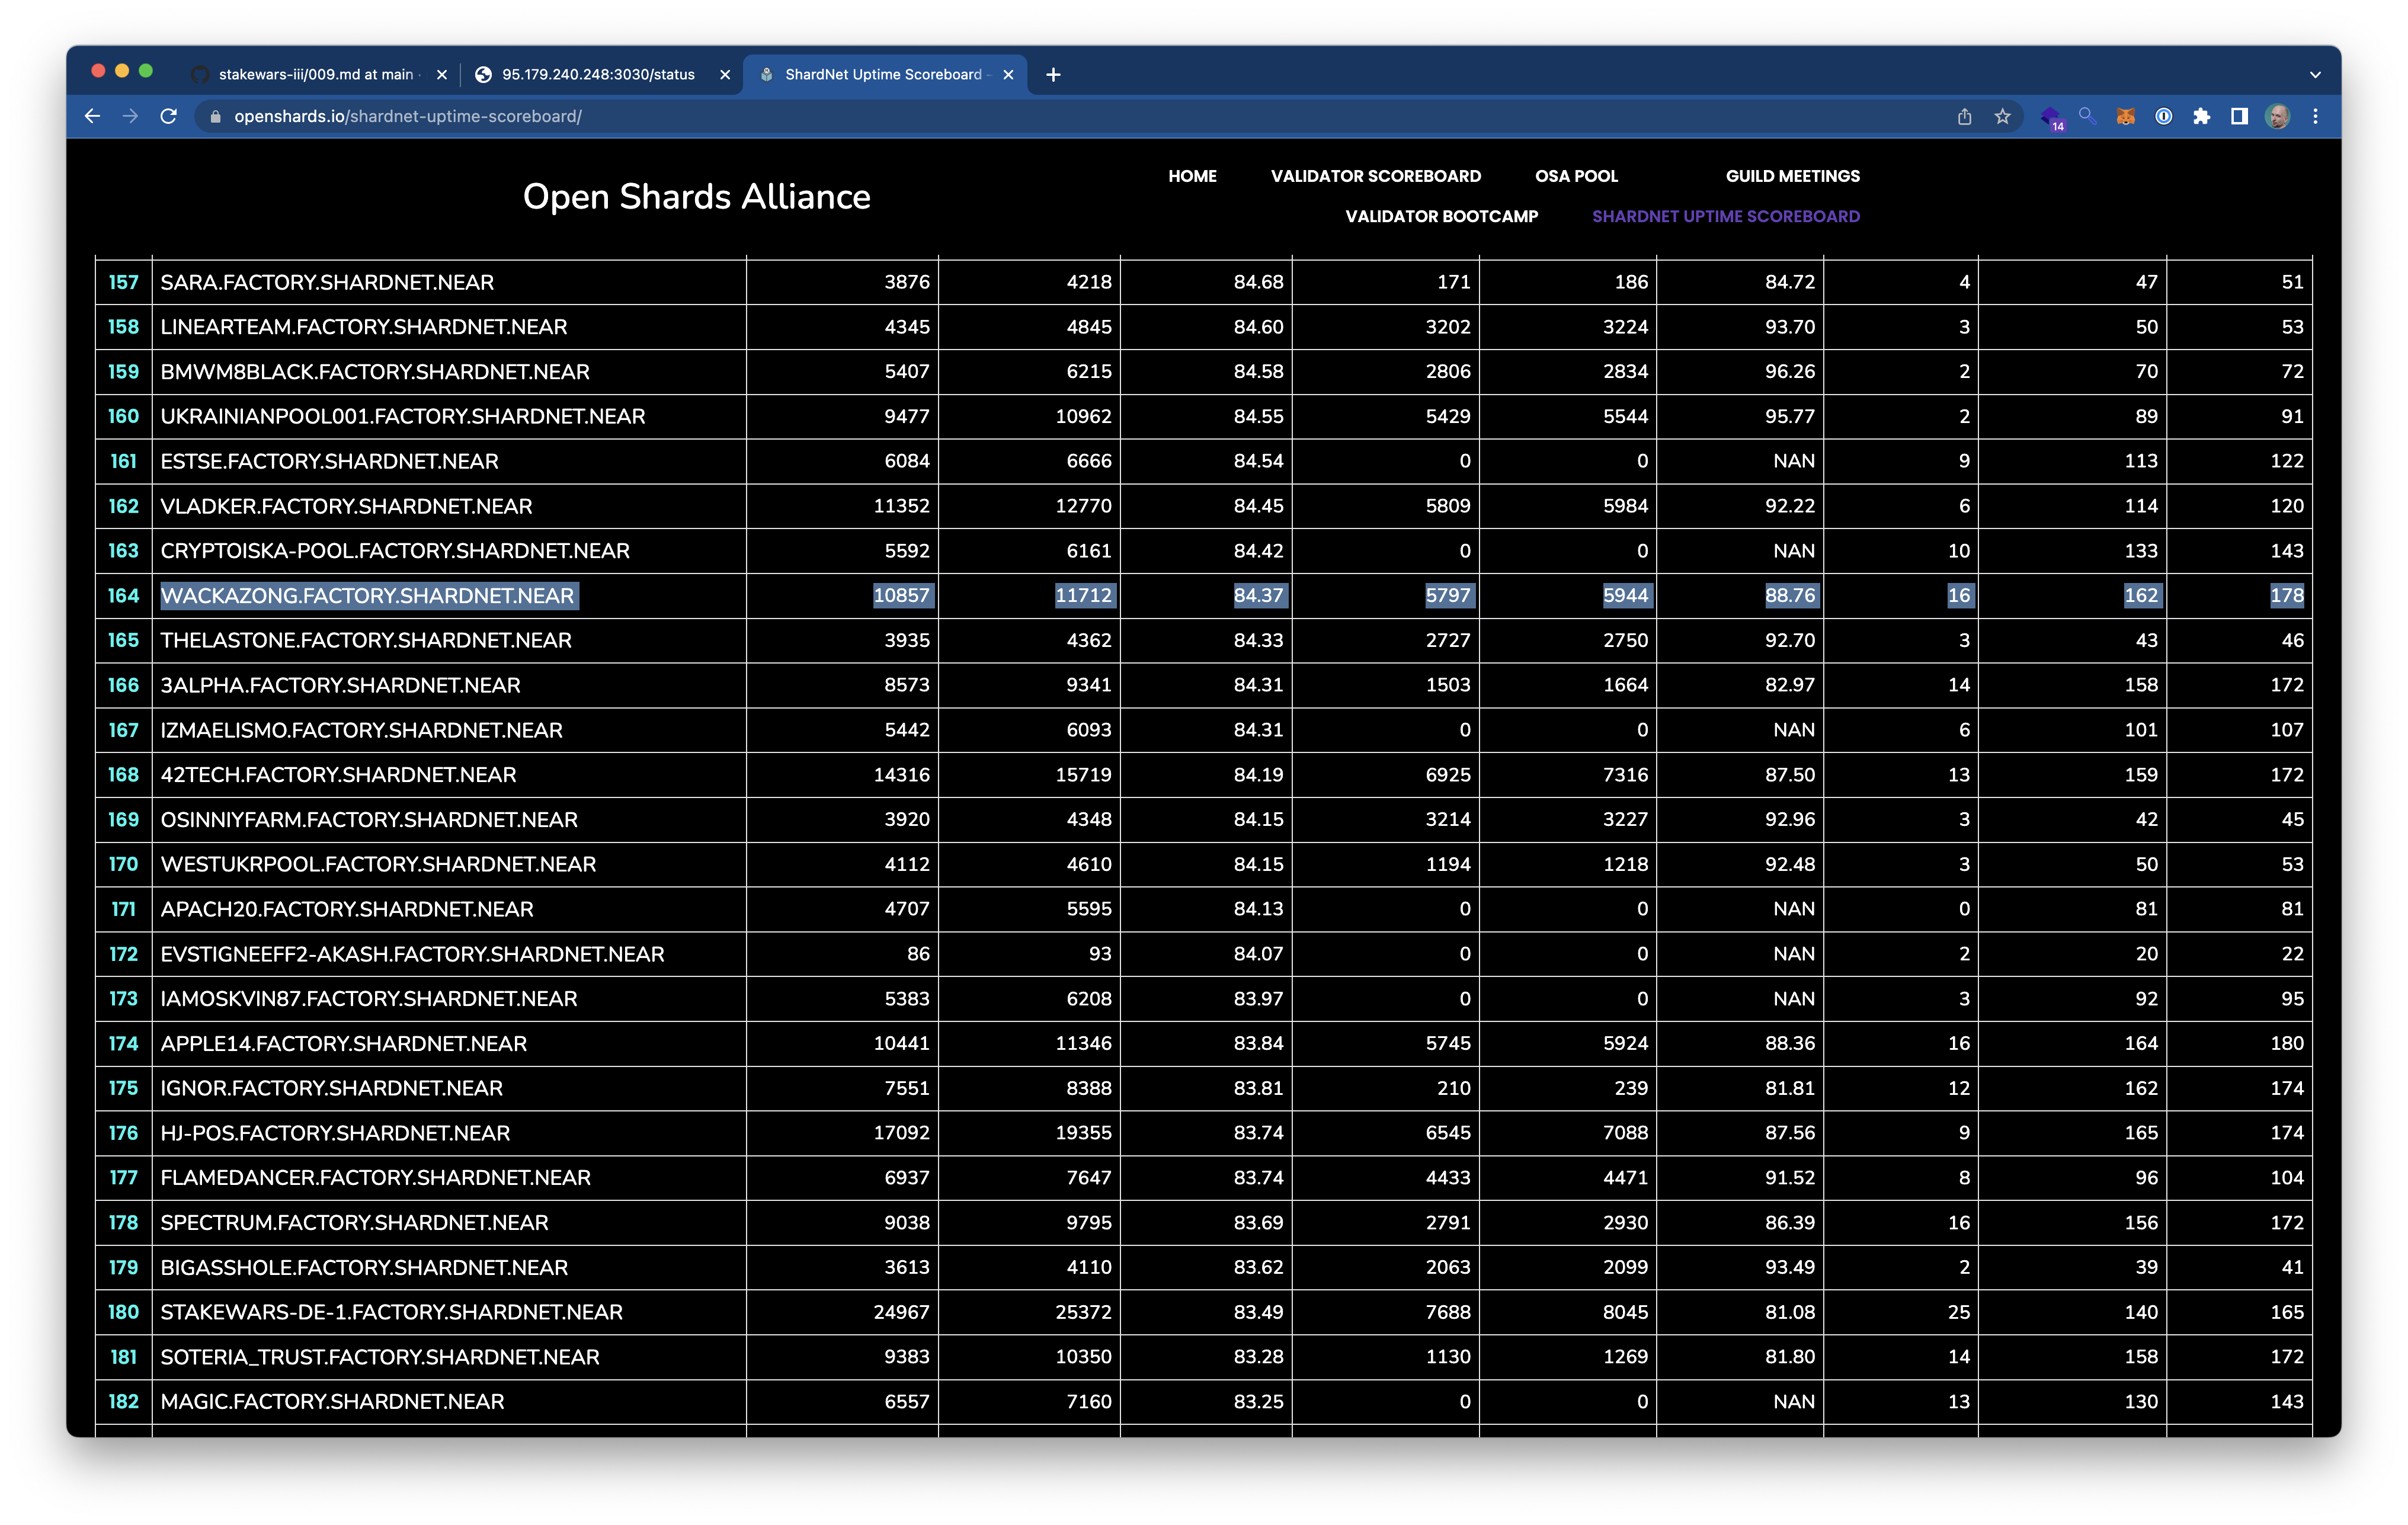 stakewars-iii/009.md at main ·
95.179.240.248:3030/status
ShardNet Uptime Scoreboard -
openshards.io/shardnet-uptime-scoreboard/
14
Open Shards Alliance
HOME VALIDATOR SCOREBOARD OSA POOL GUILD MEETINGS
VALIDATOR BOOTCAMP SHARDNET UPTIME SCOREBOARD
157 SARA.FACTORY.SHARDNET.NEAR 3876 4218 84.68 171 186 84.72 4 47 51
158 LINEARTEAM.FACTORY.SHARDNET.NEAR 4345 4845 84.60 3202 3224 93.70 3 50 53
159 BMWM8BLACK.FACTORY.SHARDNET.NEAR 5407 6215 84.58 2806 2834 96.26 2 70 72
160 UKRAINIANPOOL001.FACTORY.SHARDNET.NEAR 9477 10962 84.55 5429 5544 95.77 2 89 91
161 ESTSE.FACTORY.SHARDNET.NEAR 6084 6666 84.54 0 0 NAN 9 113 122
162 VLADKER.FACTORY.SHARDNET.NEAR 11352 12770 84.45 5809 5984 92.22 6 114 120
163 CRYPTOISKA-POOL.FACTORY.SHARDNET.NEAR 5592 6161 84.42 0 0 NAN 10 133 143
164 WACKAZONG.FACTORY.SHARDNET.NEAR 10857 11712 84.37 5797 5944 88.76 16 162 178
165 THELASTONE.FACTORY.SHARDNET.NEAR 3935 4362 84.33 2727 2750 92.70 3 43 46
166 3ALPHA.FACTORY.SHARDNET.NEAR 8573 9341 84.31 1503 1664 82.97 14 158 172
167 IZMAELISMO.FACTORY.SHARDNET.NEAR 5442 6093 84.31 0 0 NAN 6 101 107
168 42TECH.FACTORY.SHARDNET.NEAR 14316 15719 84.19 6925 7316 87.50 13 159 172
169 OSINNIYFARM.FACTORY.SHARDNET.NEAR 3920 4348 84.15 3214 3227 92.96 3 42 45
170 WESTUKRPOOL.FACTORY.SHARDNET.NEAR 4112 4610 84.15 1194 1218 92.48 3 50 53
171 APACH20.FACTORY.SHARDNET.NEAR 4707 5595 84.13 0 0 NAN 0 81 81
172 EVSTIGNEEFF2-AKASH.FACTORY.SHARDNET.NEAR 86 93 84.07 0 0 NAN 2 20 22
173 IAMOSKVIN87.FACTORY.SHARDNET.NEAR 5383 6208 83.97 0 0 NAN 3 92 95
174 APPLE14.FACTORY.SHARDNET.NEAR 10441 11346 83.84 5745 5924 88.36 16 164 180
175 IGNOR.FACTORY.SHARDNET.NEAR 7551 8388 83.81 210 239 81.81 12 162 174
176 HJ-POS.FACTORY.SHARDNET.NEAR 17092 19355 83.74 6545 7088 87.56 9 165 174
177 FLAMEDANCER.FACTORY.SHARDNET.NEAR 6937 7647 83.74 4433 4471 91.52 8 96 104
178 SPECTRUM.FACTORY.SHARDNET.NEAR 9038 9795 83.69 2791 2930 86.39 16 156 172
179 BIGASSHOLE.FACTORY.SHARDNET.NEAR 3613 4110 83.62 2063 2099 93.49 2 39 41
180 STAKEWARS-DE-1.FACTORY.SHARDNET.NEAR 24967 25372 83.49 7688 8045 81.08 25 140 165
181 SOTERIA_TRUST.FACTORY.SHARDNET.NEAR 9383 10350 83.28 1130 1269 81.80 14 158 172
182 MAGIC.FACTORY.SHARDNET.NEAR 6557 7160 83.25 0 0 NAN 13 130 143